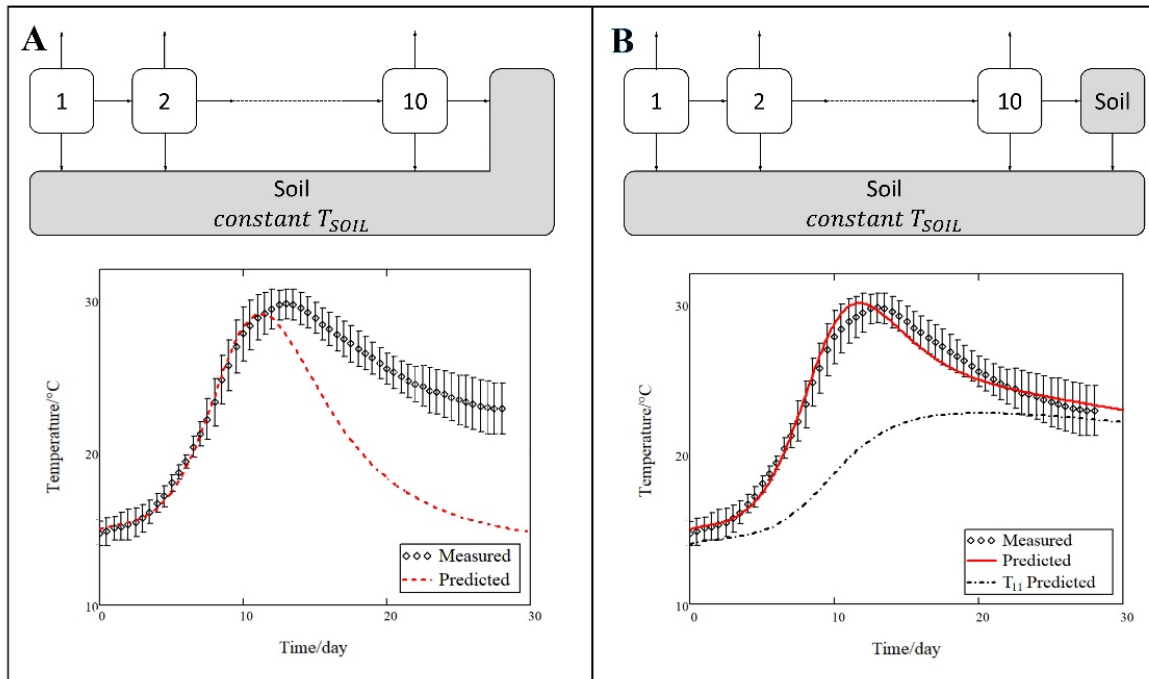 A
1
2
10
Soil
constant T_SOIL
Temperature/°C
30
20
10
0
10
20
30
Time/day
Measured
Predicted
B
1
2
10
Soil
Soil
constant T_SOIL
Temperature/°C
30
20
10
0
10
20
30
Time/day
Measured
Predicted
T₁₁ Predicted